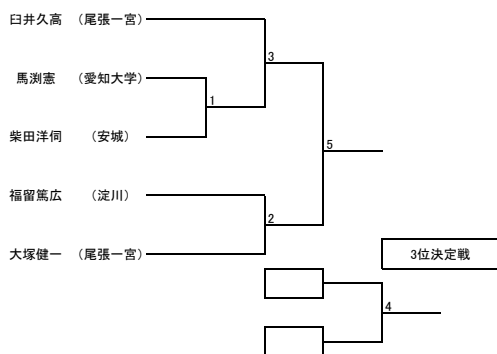 臼井久高 （尾張一宮）
3
馬渕憲 （愛知大学）
1
柴田洋伺 （安城）
5
福留篤広 （淀川）
2
大塚健一 （尾張一宮）
3位決定戦
4